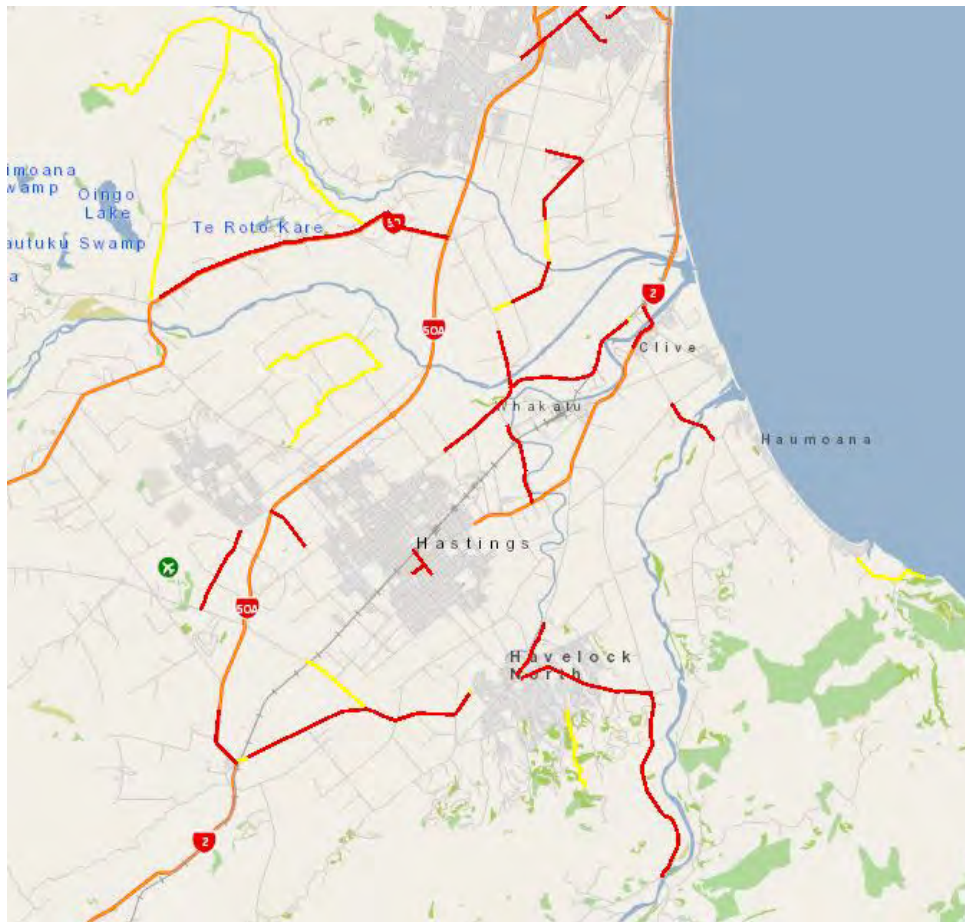 imoana
wamp
Oingo
Lake
Te Roto Kare
50
autuku Swamp
a
2
50A
Clive
Whakatu
Haumoana
Hastings
50A
Havelock
North
2